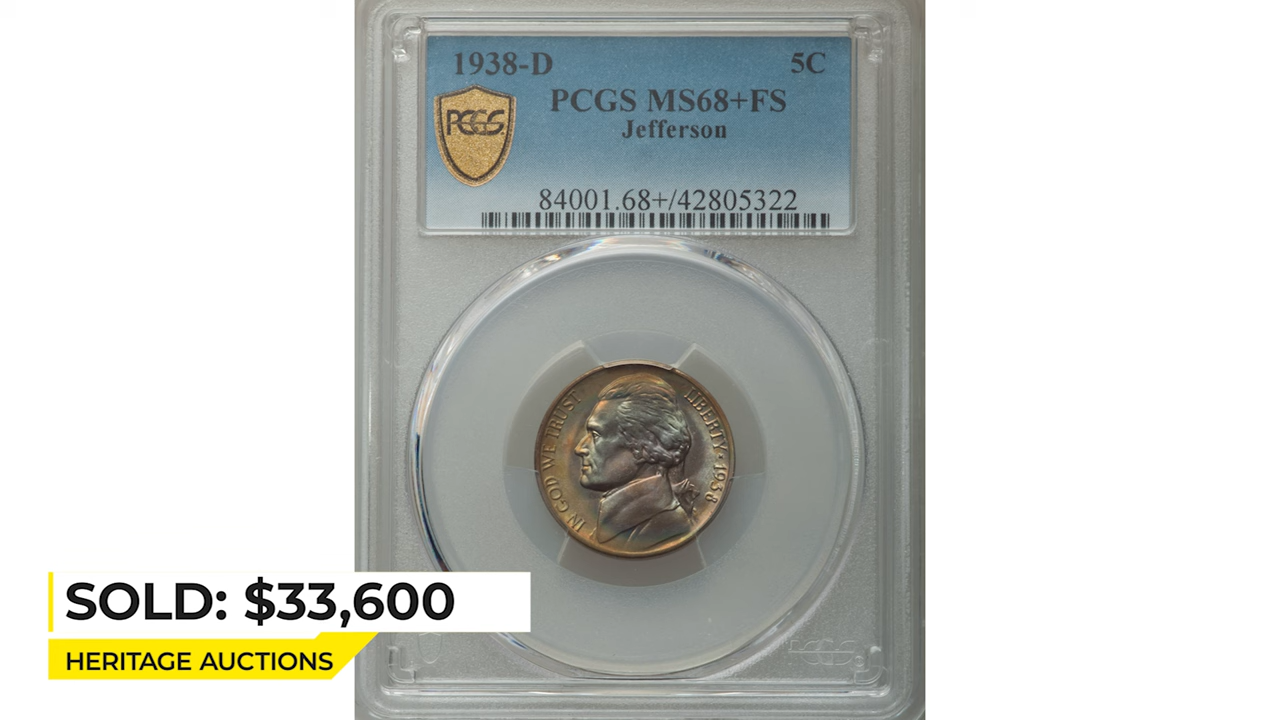 1938-D 5C
PCGS MS68+FS
PCGS
Jefferson
84001.68+/42805322
IN GOD WE TRUST
LIBERTY · 1938
SOLD: $33,600
HERITAGE AUCTIONS
PCGS